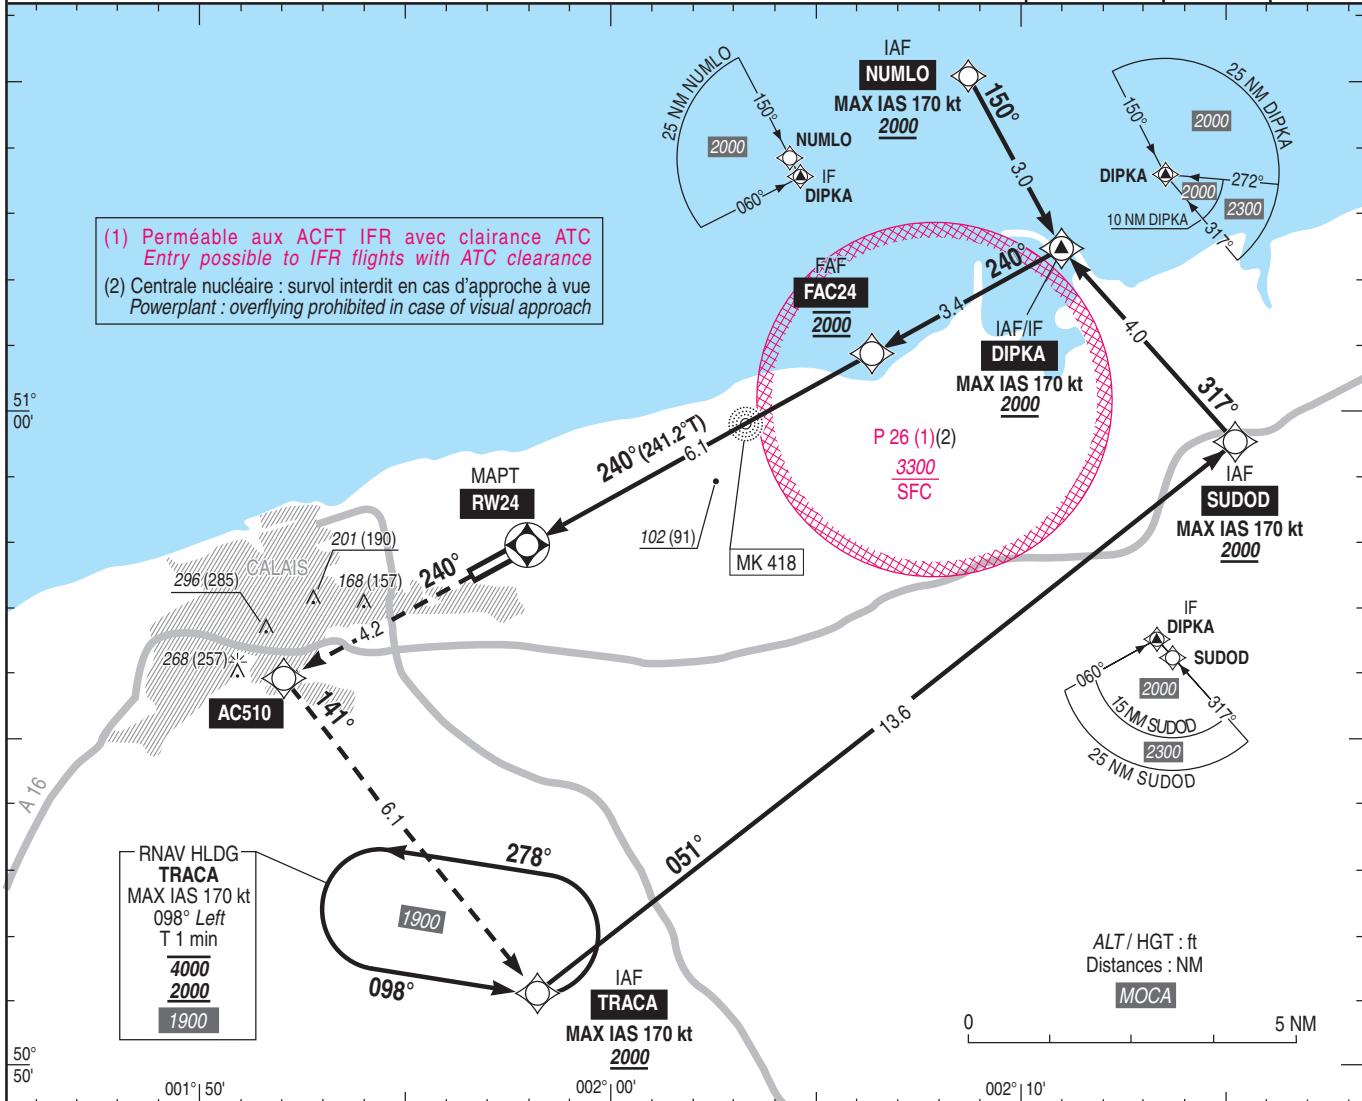 IAF
NUMLO
MAX IAS 170 kt
2000
150°
3.0
25 NM NUMLO
150°
2000
NUMLO
IF
DIPKA
060°
25 NM DIPKA
150°
2000
DIPKA
272°
2000
2300
10 NM DIPKA
317°
(1) Perméable aux ACFT IFR avec clairance ATC
Entry possible to IFR flights with ATC clearance
(2) Centrale nucléaire : survol interdit en cas d'approche à vue
Powerplant : overflying prohibited in case of visual approach
FAF
FAC24
2000
240°
3.4
IAF/IF
DIPKA
MAX IAS 170 kt
2000
4.0
317°
51°
00'
240° (241.2°T)
6.1
P 26 (1)(2)
3300
SFC
IAF
SUDOD
MAX IAS 170 kt
2000
MAPT
RW24
102 (91)
MK 418
201 (190)
CALAIS
296 (285)
168 (157)
240°
4.2
268 (257)
AC510
141°
6.1
IF
DIPKA
SUDOD
060°
2000
317°
15 NM SUDOD
2300
25 NM SUDOD
13.6
051°
A 16
RNAV HLDG
TRACA
MAX IAS 170 kt
098° Left
T 1 min
4000
2000
1900
278°
1900
098°
IAF
TRACA
MAX IAS 170 kt
2000
ALT / HGT : ft
Distances : NM
MOCA
0 5 NM
50°
50'
001° 50'
002° 00'
002° 10'